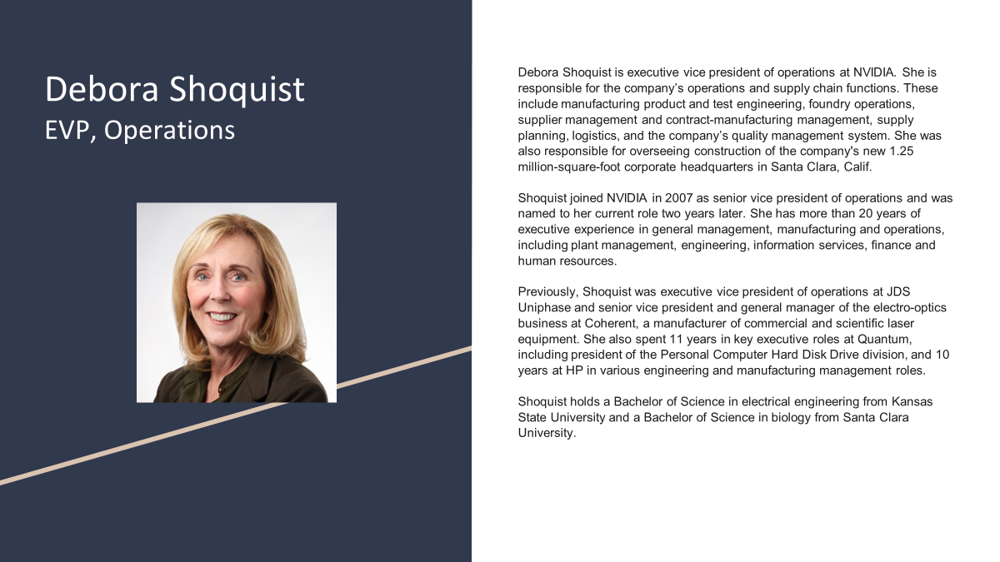 Debora Shoquist
EVP, Operations
Debora Shoquist is executive vice president of operations at NVIDIA. She is
responsible for the company’s operations and supply chain functions. These
include manufacturing product and test engineering, foundry operations,
supplier management and contract-manufacturing management, supply
planning, logistics, and the company’s quality management system. She was
also responsible for overseeing construction of the company's new 1.25
million-square-foot corporate headquarters in Santa Clara, Calif.
Shoquist joined NVIDIA in 2007 as senior vice president of operations and was
named to her current role two years later. She has more than 20 years of
executive experience in general management, manufacturing and operations,
including plant management, engineering, information services, finance and
human resources.
Previously, Shoquist was executive vice president of operations at JDS
Uniphase and senior vice president and general manager of the electro-optics
business at Coherent, a manufacturer of commercial and scientific laser
equipment. She also spent 11 years in key executive roles at Quantum,
including president of the Personal Computer Hard Disk Drive division, and 10
years at HP in various engineering and manufacturing management roles.
Shoquist holds a Bachelor of Science in electrical engineering from Kansas
State University and a Bachelor of Science in biology from Santa Clara
University.